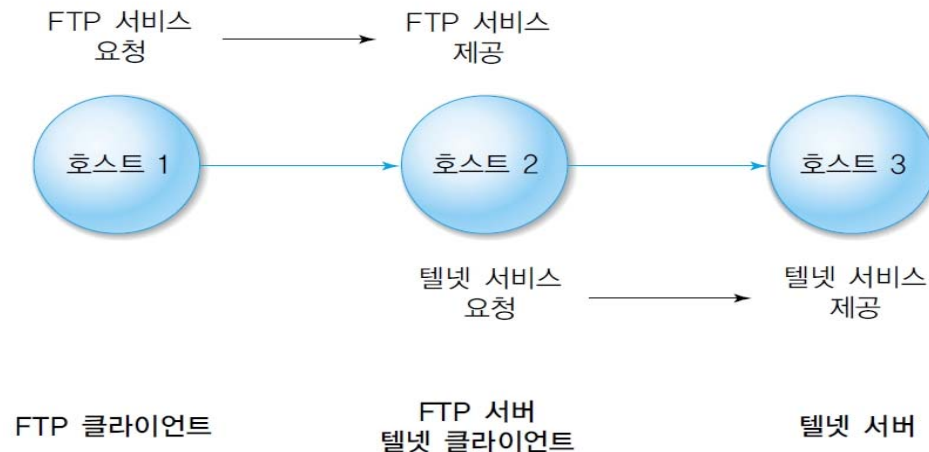 FTP 서비스
요청
FTP 서비스
제공
호스트 1
호스트 2
호스트 3
텔넷 서비스
요청
텔넷 서비스
제공
FTP 클라이언트
FTP 서버
텔넷 클라이언트
텔넷 서버